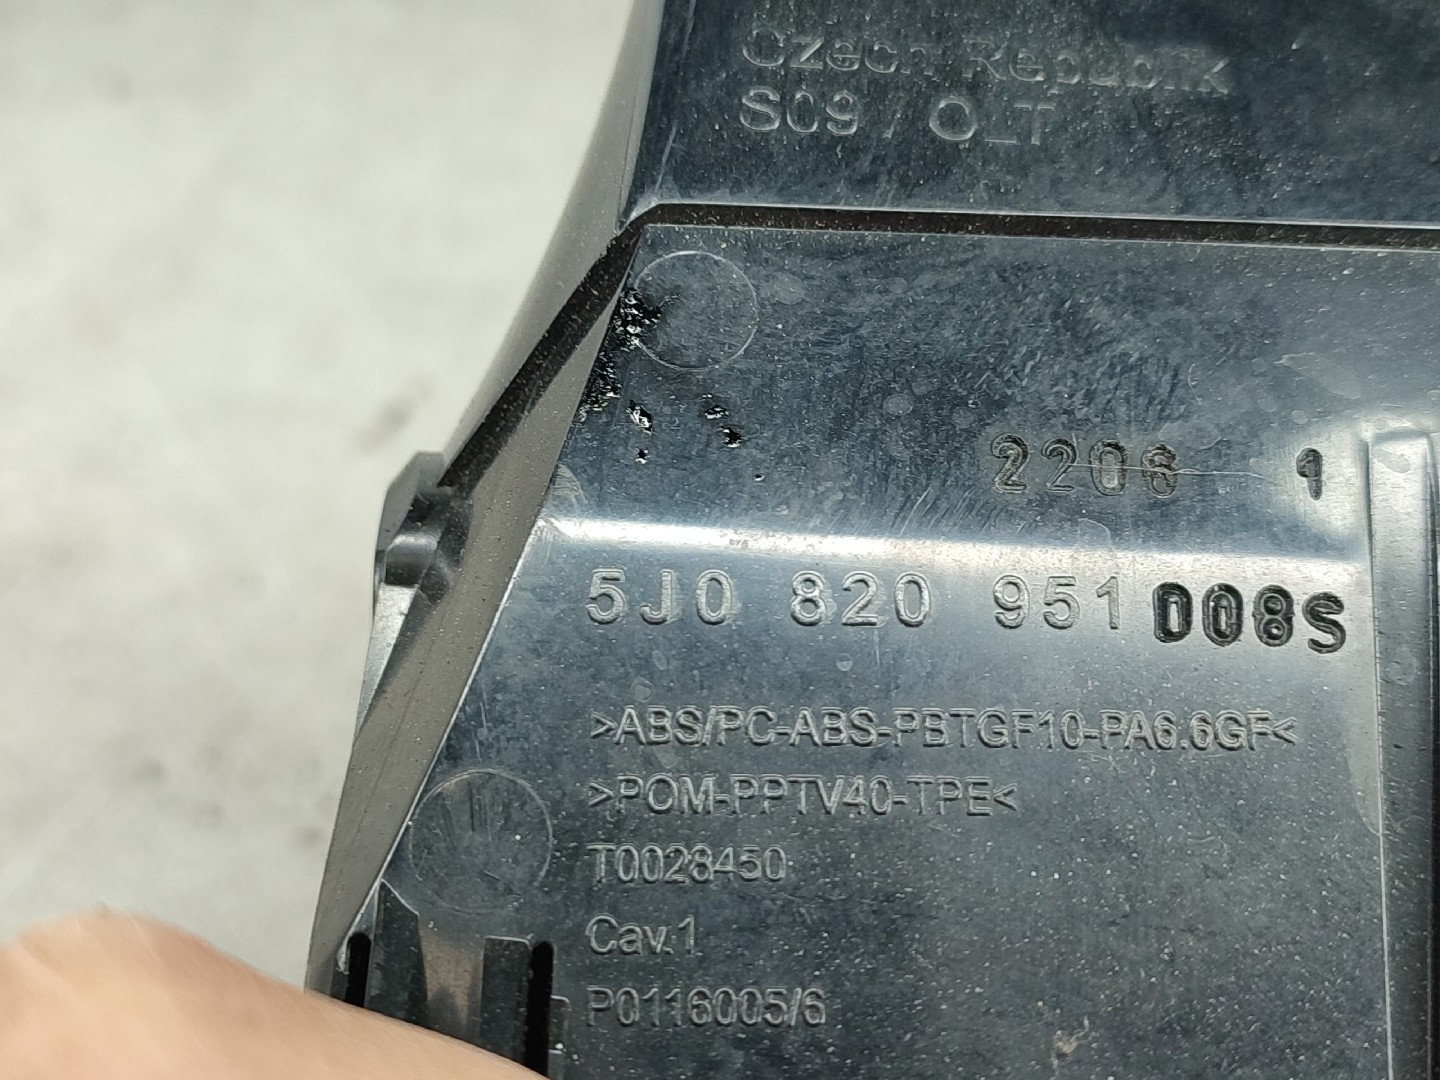 Czech Republik
S09 / OLT
2206 1
5J0 820 951 D08S
>ABS/PC-ABS-PBTGF10-PA6.6GF<
>POM-PPTV40-TPE<
T0028450
Cav.1
P0116005/6